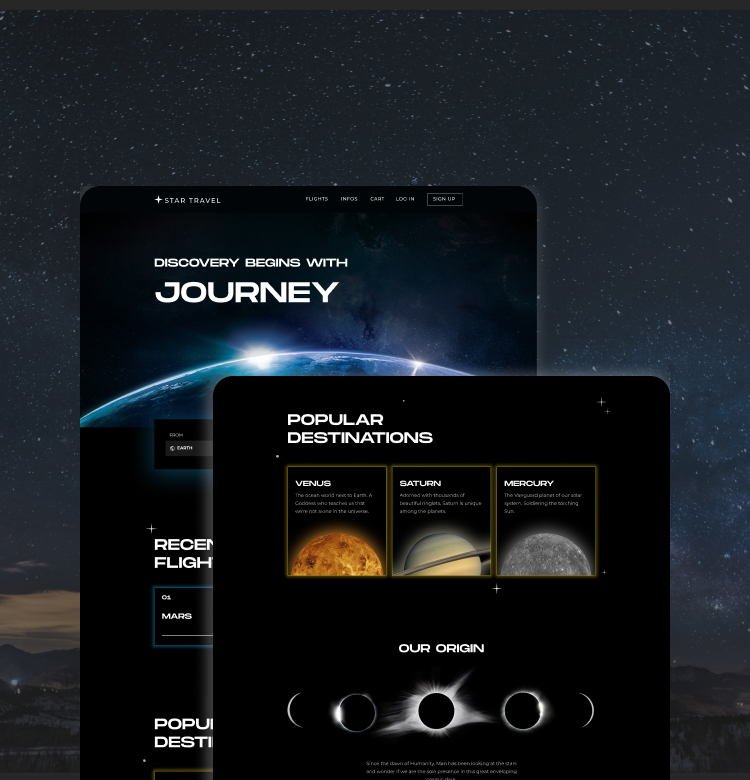 STAR TRAVEL
FLIGHTS INFOS CART LOG IN SIGN UP
DISCOVERY BEGINS WITH
JOURNEY
FROM
EARTH
RECEN
FLIGH
01
MARS
POPU
DESTI
POPULAR
DESTINATIONS
VENUS
The ocean world next to Earth. A
Goddess who teaches us that
we're not alone in the universe.
SATURN
Adorned with thousands of
beautiful ringlets, Saturn is unique
among the planets.
MERCURY
The Vanguard planet of our solar
system. Soldiering the torching
Sun.
OUR ORIGIN
Since the dawn of Humanity, Man has been looking at the stars
and wonder if we are the sole presence in this great enveloping